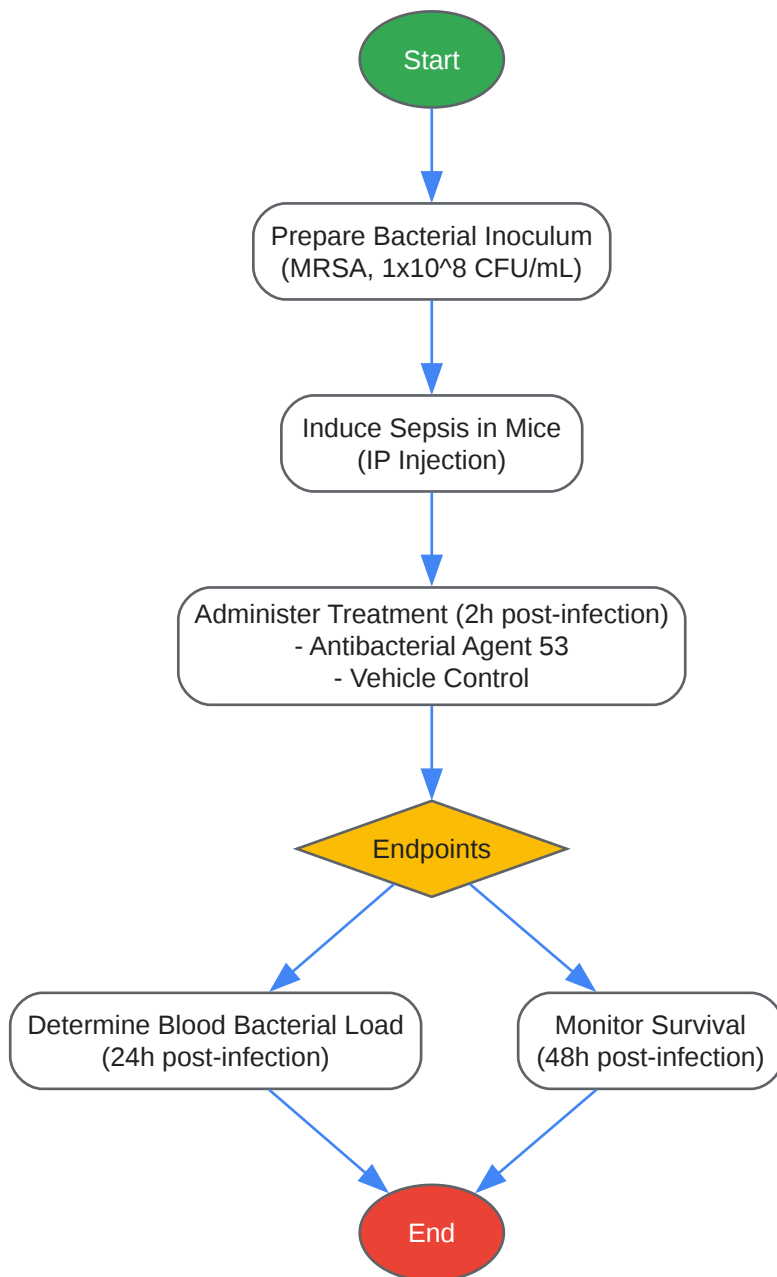 Start
Prepare Bacterial Inoculum
(MRSA, 1x10^8 CFU/mL)
Induce Sepsis in Mice
(IP Injection)
Administer Treatment (2h post-infection)
- Antibacterial Agent 53
- Vehicle Control
Endpoints
Determine Blood Bacterial Load
(24h post-infection)
Monitor Survival
(48h post-infection)
End